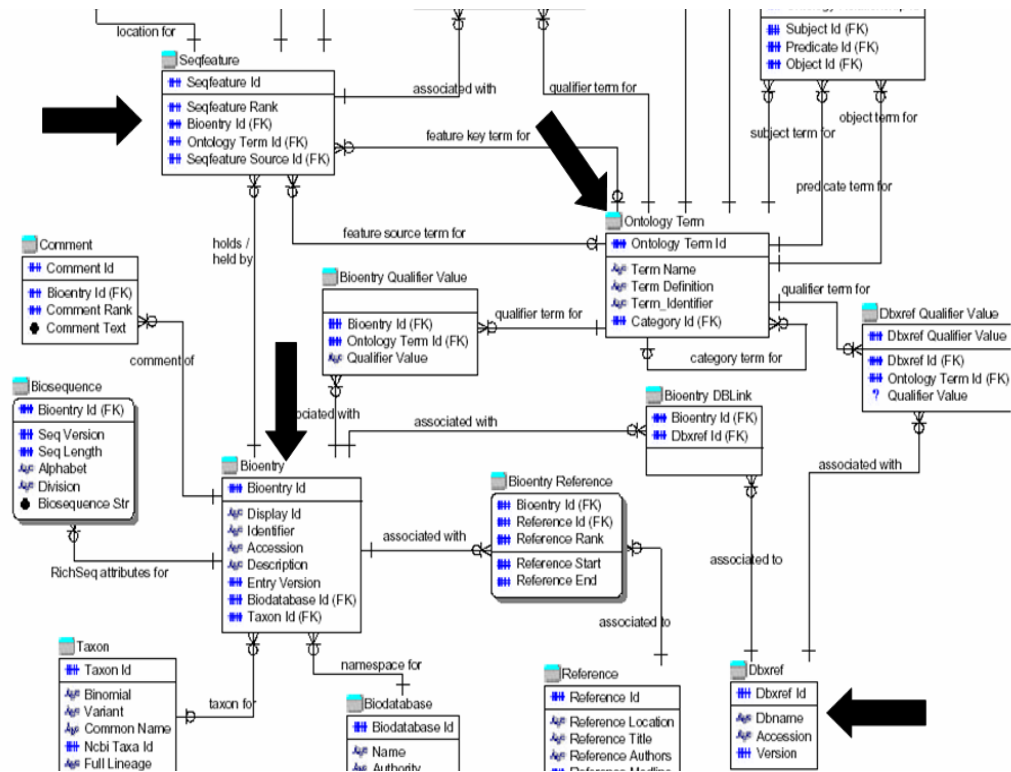 location for
Seqfeature
Seqfeature Id
Seqfeature Rank
Bioentry Id (FK)
Ontology Term Id (FK)
Seqfeature Source Id (FK)
associated with
qualifier term for
feature key term for
Subject Id (FK)
Predicate Id (FK)
Object Id (FK)
object term for
subject term for
predicate term for
Ontology Term
Ontology Term Id
Term Name
Term Definition
Term_Identifier
Category Id (FK)
feature source term for
holds /
held by
Comment
Comment Id
Bioentry Id (FK)
Comment Rank
Comment Text
comment of
Bioentry Qualifier Value
Bioentry Id (FK)
Ontology Term Id (FK)
Qualifier Value
qualifier term for
qualifier term for
category term for
Dbxref Qualifier Value
Dbxref Qualifier Value
Dbxref Id (FK)
Ontology Term Id (FK)
Qualifier Value
Biosequence
Bioentry Id (FK)
Seq Version
Seq Length
Alphabet
Division
Biosequence Str
ociated with
associated with
Bioentry DBLink
Bioentry Id (FK)
Dbxref Id (FK)
associated with
Bioentry
Bioentry Id
Display Id
Identifier
Accession
Description
Entry Version
Biodatabase Id (FK)
Taxon Id (FK)
associated with
Bioentry Reference
Bioentry Id (FK)
Reference Id (FK)
Reference Rank
Reference Start
Reference End
associated to
RichSeq attributes for
associated to
Taxon
Taxon Id
Binomial
Variant
Common Name
Ncbi Taxa Id
Full Lineage
taxon for
namespace for
Biodatabase
Biodatabase Id
Name
Authority
Reference
Reference Id
Reference Location
Reference Title
Reference Authors
Dbxref
Dbxref Id
Dbname
Accession
Version